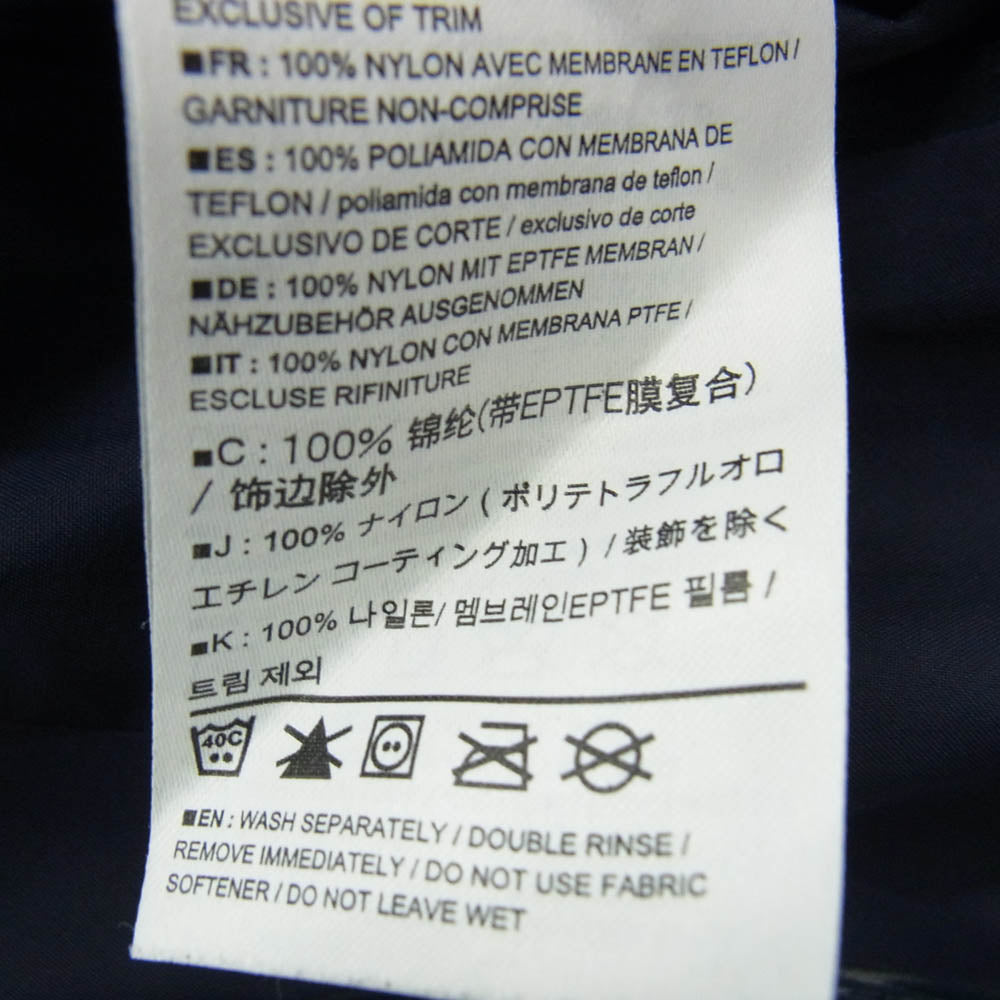 EXCLUSIVE OF TRIM
■FR : 100% NYLON AVEC MEMBRANE EN TEFLON /
GARNITURE NON-COMPRISE
■ES : 100% POLIAMIDA CON MEMBRANA DE
TEFLON / poliamida con membrana de teflon /
EXCLUSIVO DE CORTE / exclusivo de corte
■DE : 100% NYLON MIT EPTFE MEMBRAN /
NÄHZUBEHÖR AUSGENOMMEN
■IT : 100% NYLON CON MEMBRANA PTFE /
ESCLUSE RIFINITURE
■C : 100% 锦纶(带EPTFE膜复合)
/ 饰边除外
■J : 100% ナイロン ( ポリテトラフルオロ
エチレン コーティング加工 ) / 装飾を除く
■K : 100% 나일론/ 멤브레인EPTFE 필름 /
트림 제외
40C
■EN : WASH SEPARATELY / DOUBLE RINSE /
REMOVE IMMEDIATELY / DO NOT USE FABRIC
SOFTENER / DO NOT LEAVE WET